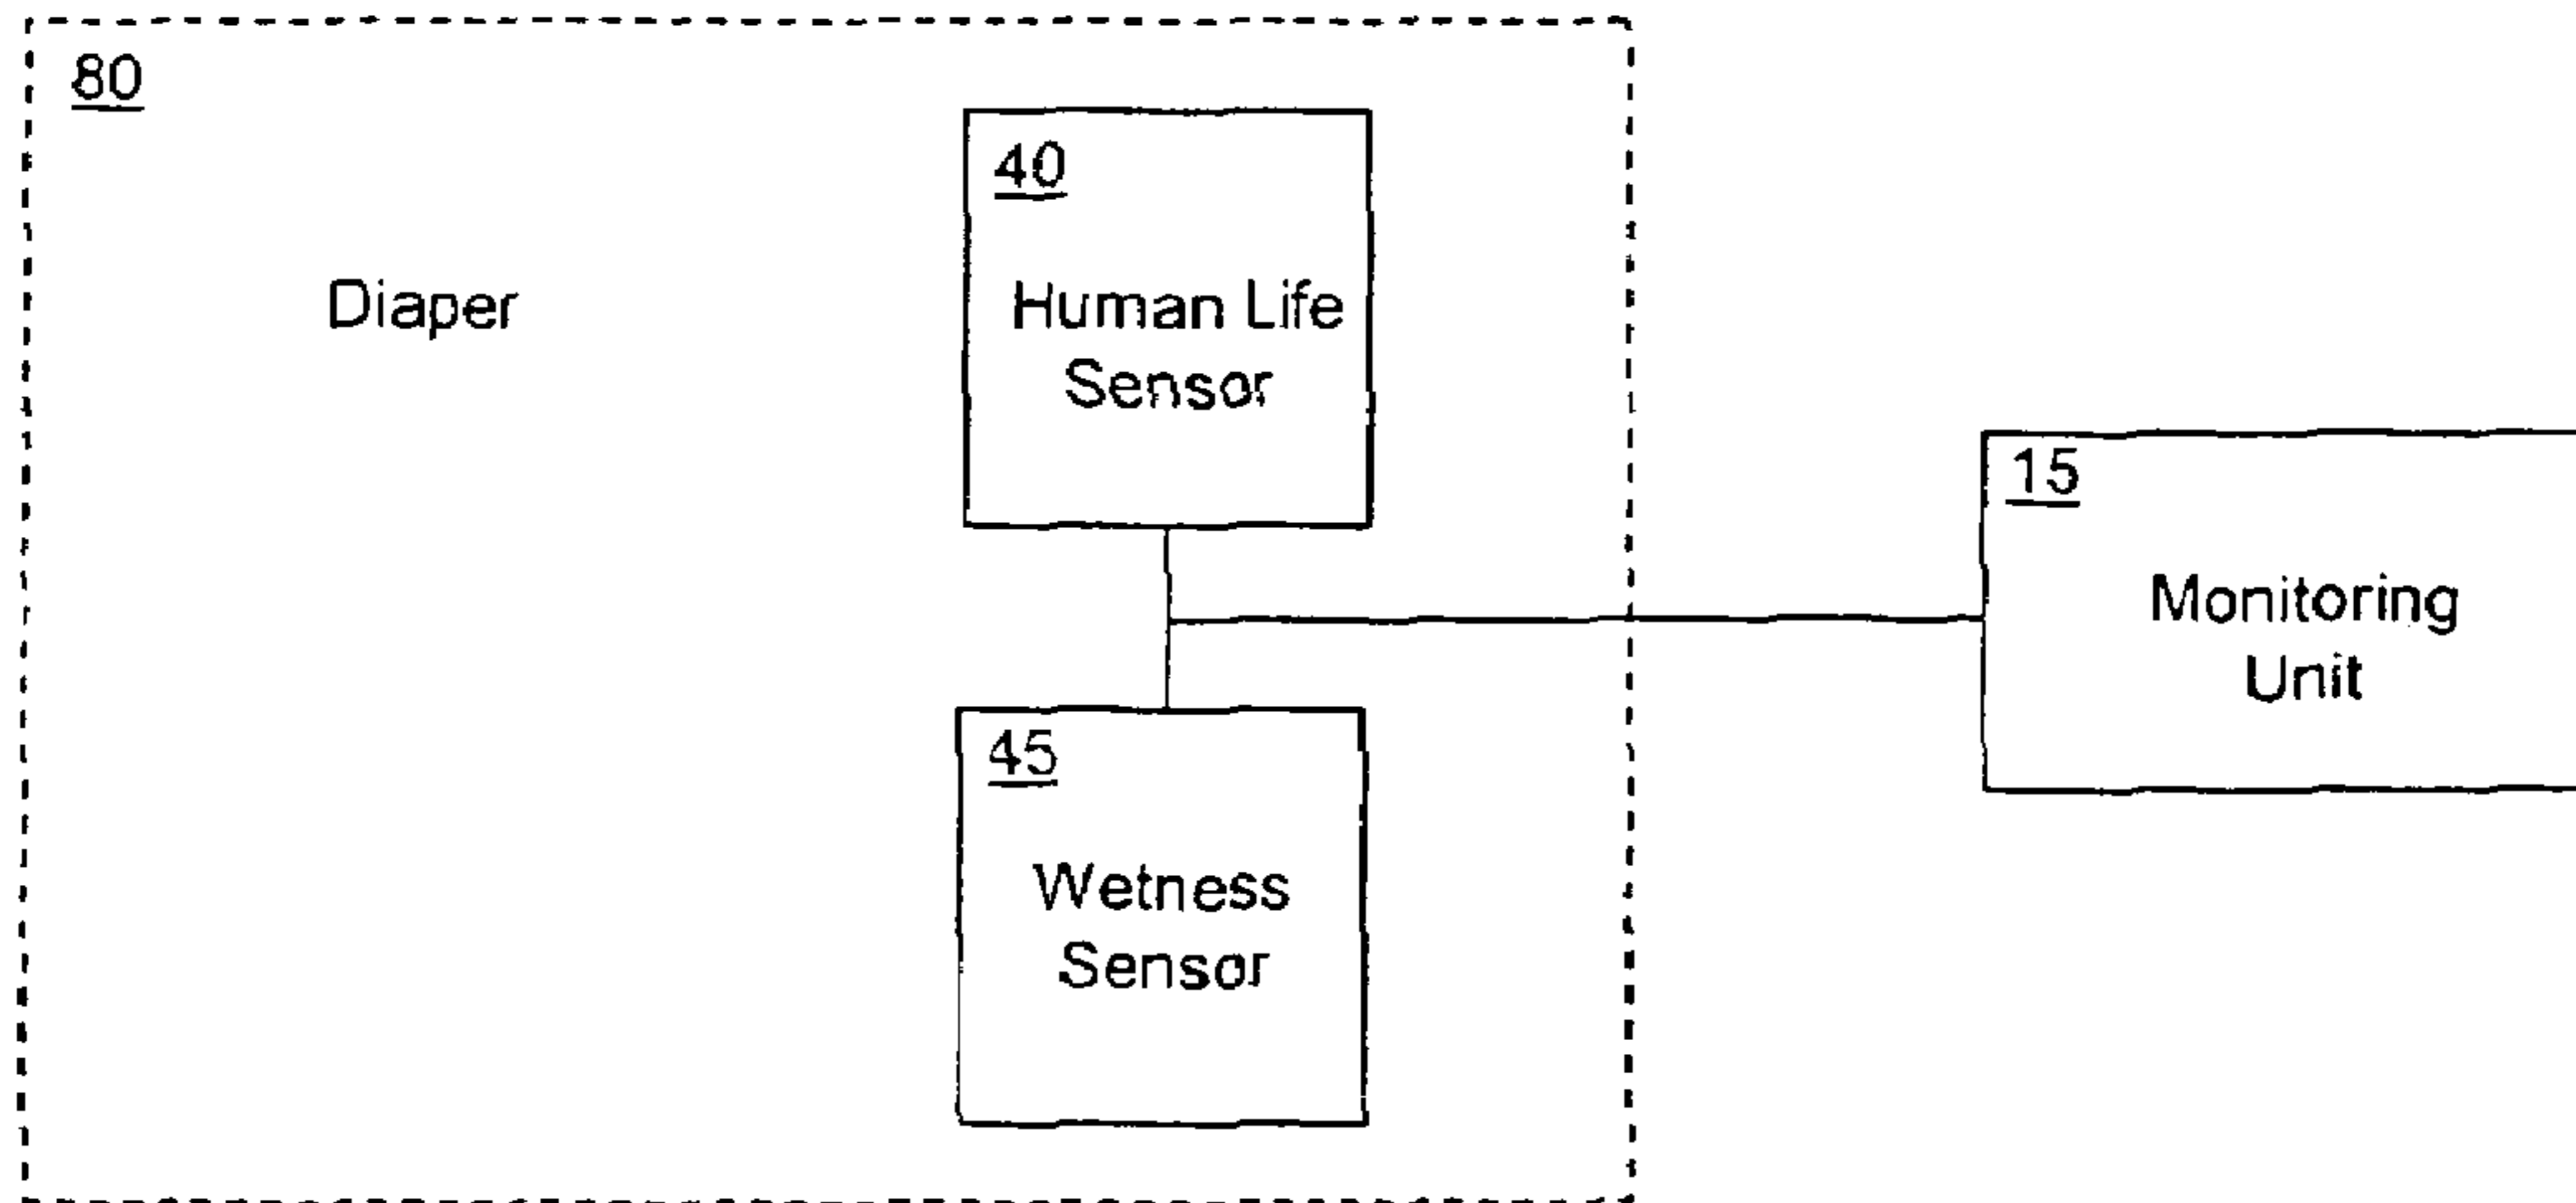 80
Diaper
40
Human Life
Sensor
15
Monitoring
Unit
45
Wetness
Sensor